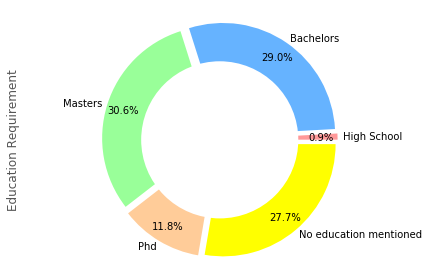 Education Requirement
Bachelors
29.0%
Masters
30.6%
0.9%
High School
11.8%
Phd
27.7%
No education mentioned